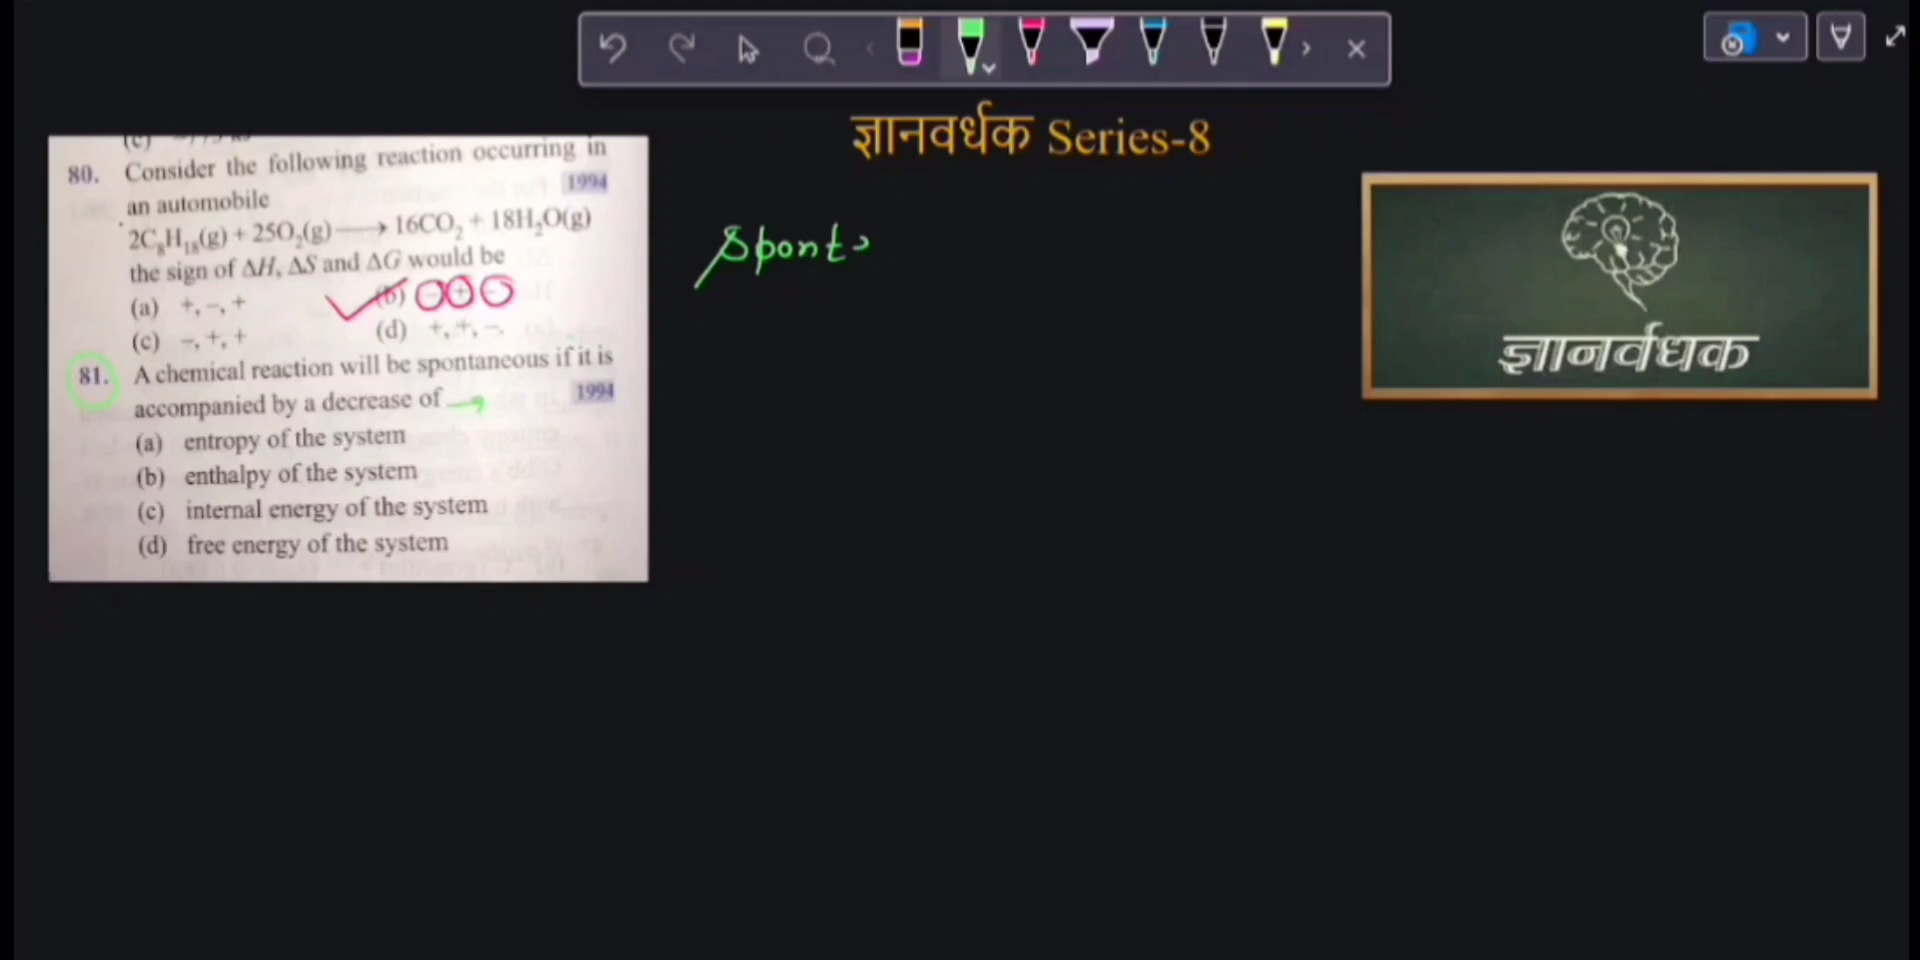 ज्ञानवर्धक Series-8
80. Consider the following reaction occurring in
an automobile 1994
2C₈H₁₈(g) + 25O₂(g) ⟶ 16CO₂ + 18H₂O(g)
the sign of ΔH, ΔS and ΔG would be
(a) +, −, + (b)
(c) −, +, + (d) +, +, −.
81. A chemical reaction will be spontaneous if it is
accompanied by a decrease of 1994
(a) entropy of the system
(b) enthalpy of the system
(c) internal energy of the system
(d) free energy of the system
Spont
ज्ञानर्वधक